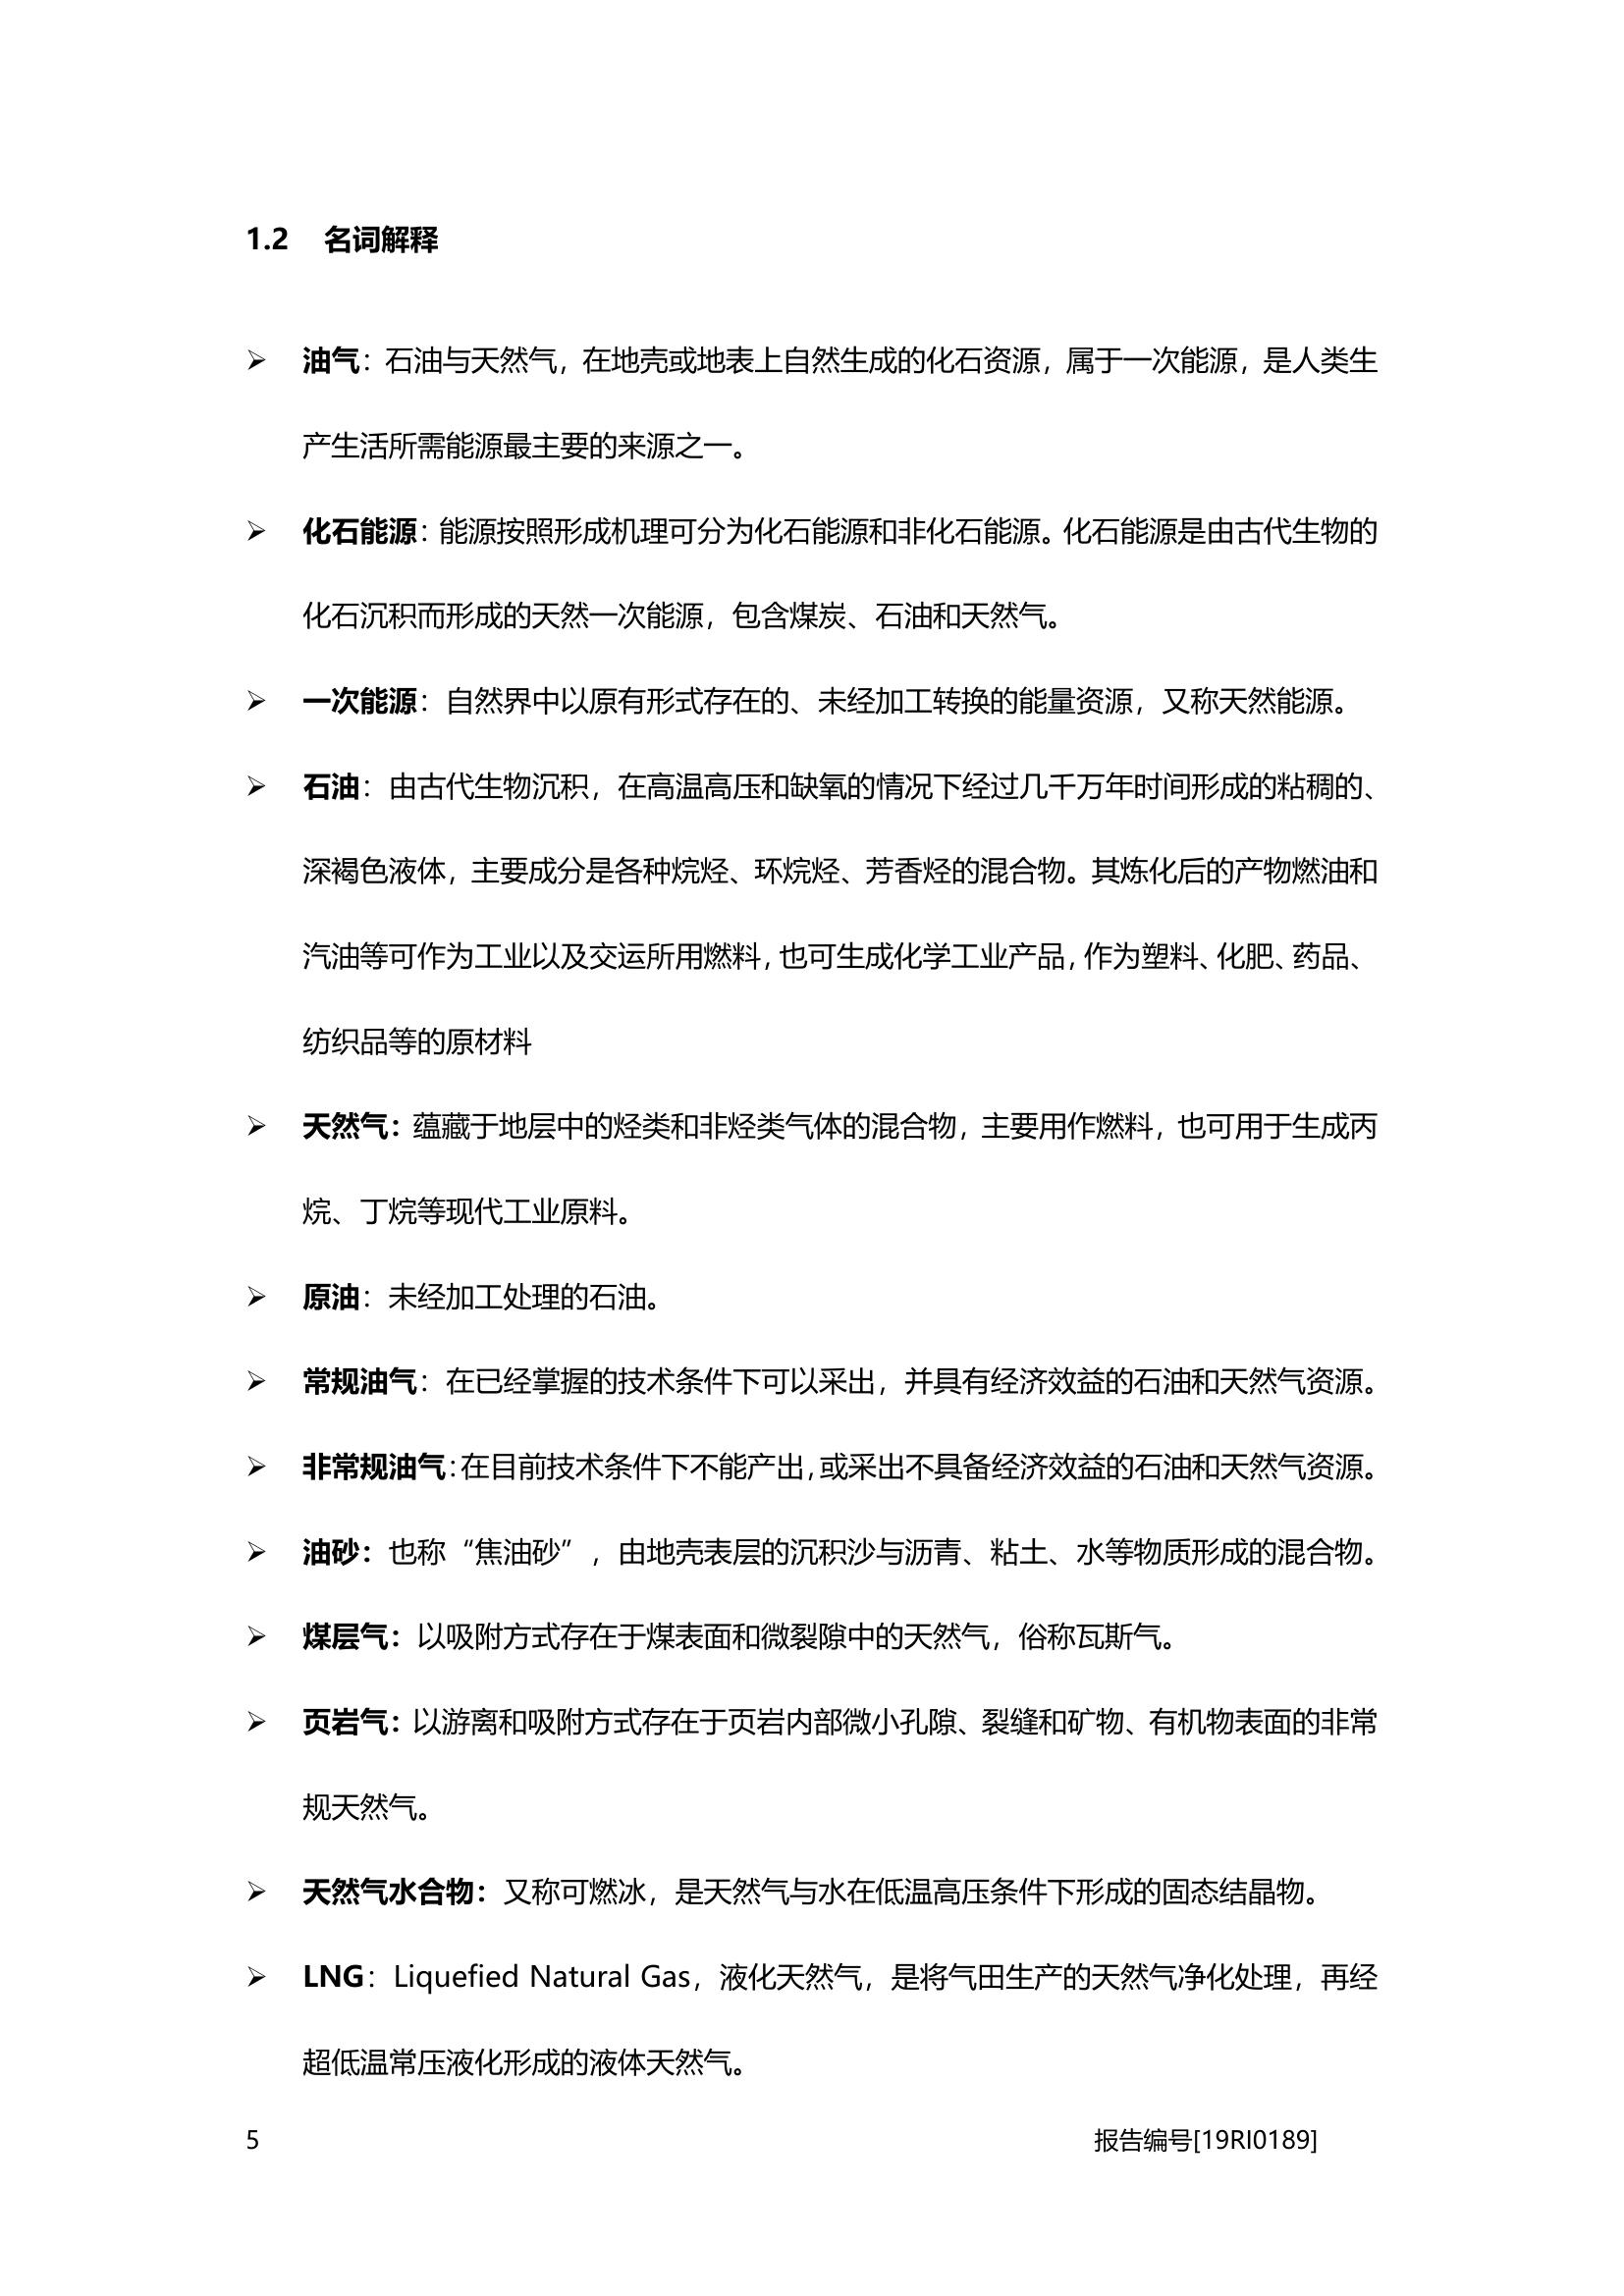 1.2 名词解释
➢ 油气：石油与天然气，在地壳或地表上自然生成的化石资源，属于一次能源，是人类生
产生活所需能源最主要的来源之一。
➢ 化石能源：能源按照形成机理可分为化石能源和非化石能源。化石能源是由古代生物的
化石沉积而形成的天然一次能源，包含煤炭、石油和天然气。
➢ 一次能源：自然界中以原有形式存在的、未经加工转换的能量资源，又称天然能源。
➢ 石油：由古代生物沉积，在高温高压和缺氧的情况下经过几千万年时间形成的粘稠的、
深褐色液体，主要成分是各种烷烃、环烷烃、芳香烃的混合物。其炼化后的产物燃油和
汽油等可作为工业以及交运所用燃料，也可生成化学工业产品，作为塑料、化肥、药品、
纺织品等的原材料
➢ 天然气：蕴藏于地层中的烃类和非烃类气体的混合物，主要用作燃料，也可用于生成丙
烷、丁烷等现代工业原料。
➢ 原油：未经加工处理的石油。
➢ 常规油气：在已经掌握的技术条件下可以采出，并具有经济效益的石油和天然气资源。
➢ 非常规油气：在目前技术条件下不能产出，或采出不具备经济效益的石油和天然气资源。
➢ 油砂：也称“焦油砂”，由地壳表层的沉积沙与沥青、粘土、水等物质形成的混合物。
➢ 煤层气：以吸附方式存在于煤表面和微裂隙中的天然气，俗称瓦斯气。
➢ 页岩气：以游离和吸附方式存在于页岩内部微小孔隙、裂缝和矿物、有机物表面的非常
规天然气。
➢ 天然气水合物：又称可燃冰，是天然气与水在低温高压条件下形成的固态结晶物。
➢ LNG：Liquefied Natural Gas，液化天然气，是将气田生产的天然气净化处理，再经
超低温常压液化形成的液体天然气。
5 报告编号[19RI0189]